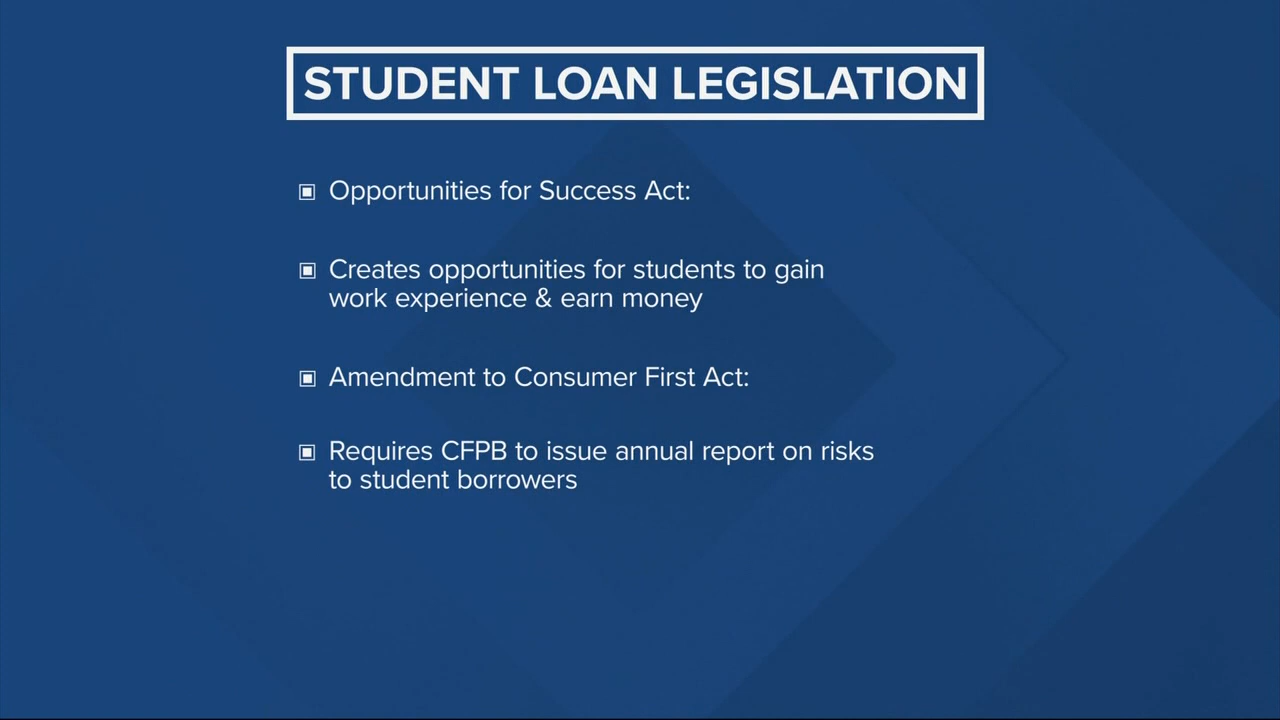 STUDENT LOAN LEGISLATION
▣ Opportunities for Success Act:
▣ Creates opportunities for students to gain
work experience & earn money
▣ Amendment to Consumer First Act:
▣ Requires CFPB to issue annual report on risks
to student borrowers